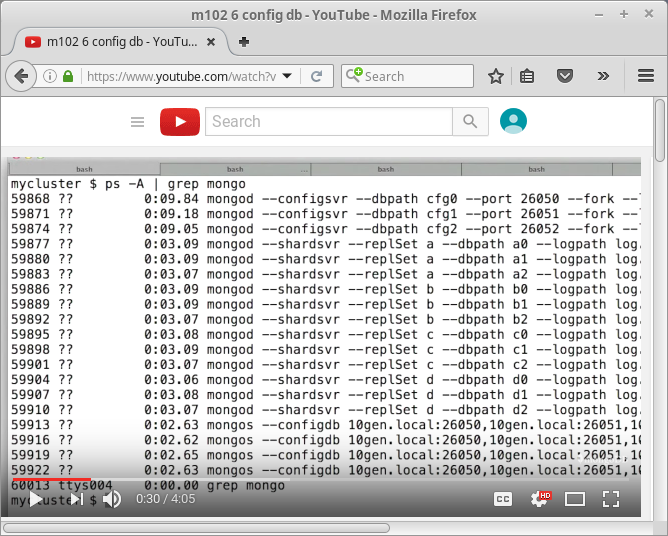 m102 6 config db - YouTube - Mozilla Firefox
m102 6 config db - YouTu...
https://www.youtube.com/watch?v
Search
Search
bash bash ... bash bash
mycluster $ ps -A | grep mongo
59868 ?? 0:09.84 mongod --configsvr --dbpath cfg0 --port 26050 --fork --
59871 ?? 0:09.18 mongod --configsvr --dbpath cfg1 --port 26051 --fork --
59874 ?? 0:09.05 mongod --configsvr --dbpath cfg2 --port 26052 --fork --
59877 ?? 0:03.09 mongod --shardsvr --replSet a --dbpath a0 --logpath log.
59880 ?? 0:03.09 mongod --shardsvr --replSet a --dbpath a1 --logpath log.
59883 ?? 0:03.07 mongod --shardsvr --replSet a --dbpath a2 --logpath log.
59886 ?? 0:03.09 mongod --shardsvr --replSet b --dbpath b0 --logpath log.
59889 ?? 0:03.09 mongod --shardsvr --replSet b --dbpath b1 --logpath log.
59892 ?? 0:03.07 mongod --shardsvr --replSet b --dbpath b2 --logpath log.
59895 ?? 0:03.08 mongod --shardsvr --replSet c --dbpath c0 --logpath log.
59898 ?? 0:03.09 mongod --shardsvr --replSet c --dbpath c1 --logpath log.
59901 ?? 0:03.07 mongod --shardsvr --replSet c --dbpath c2 --logpath log.
59904 ?? 0:03.06 mongod --shardsvr --replSet d --dbpath d0 --logpath log.
59907 ?? 0:03.08 mongod --shardsvr --replSet d --dbpath d1 --logpath log.
59910 ?? 0:03.07 mongod --shardsvr --replSet d --dbpath d2 --logpath log.
59913 ?? 0:02.63 mongos --configdb 10gen.local:26050,10gen.local:26051,10
59916 ?? 0:02.62 mongos --configdb 10gen.local:26050,10gen.local:26051,10
59919 ?? 0:02.65 mongos --configdb 10gen.local:26050,10gen.local:26051,10
59922 ?? 0:02.63 mongos --configdb 10gen.local:26050,10gen.local:26051,10
60013 ttys004 0:00.00 grep mongo
mycluster $
0:30 / 4:05
CC
HD